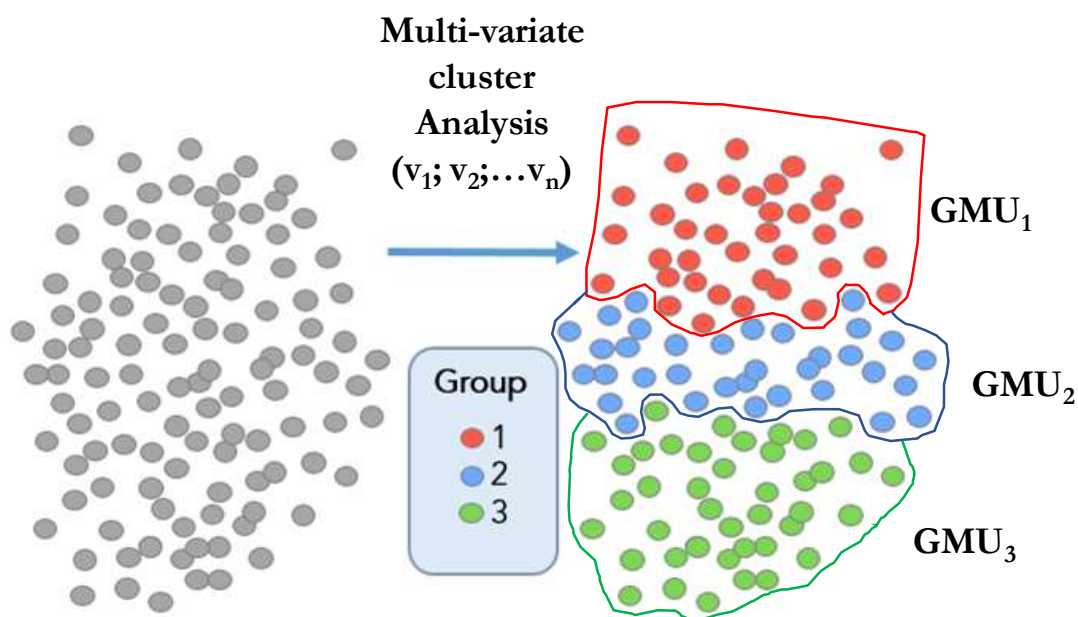 Multi-variate
cluster
Analysis
(v₁; v₂;…vₙ)
GMU₁
Group
1
2
3
GMU₂
GMU₃